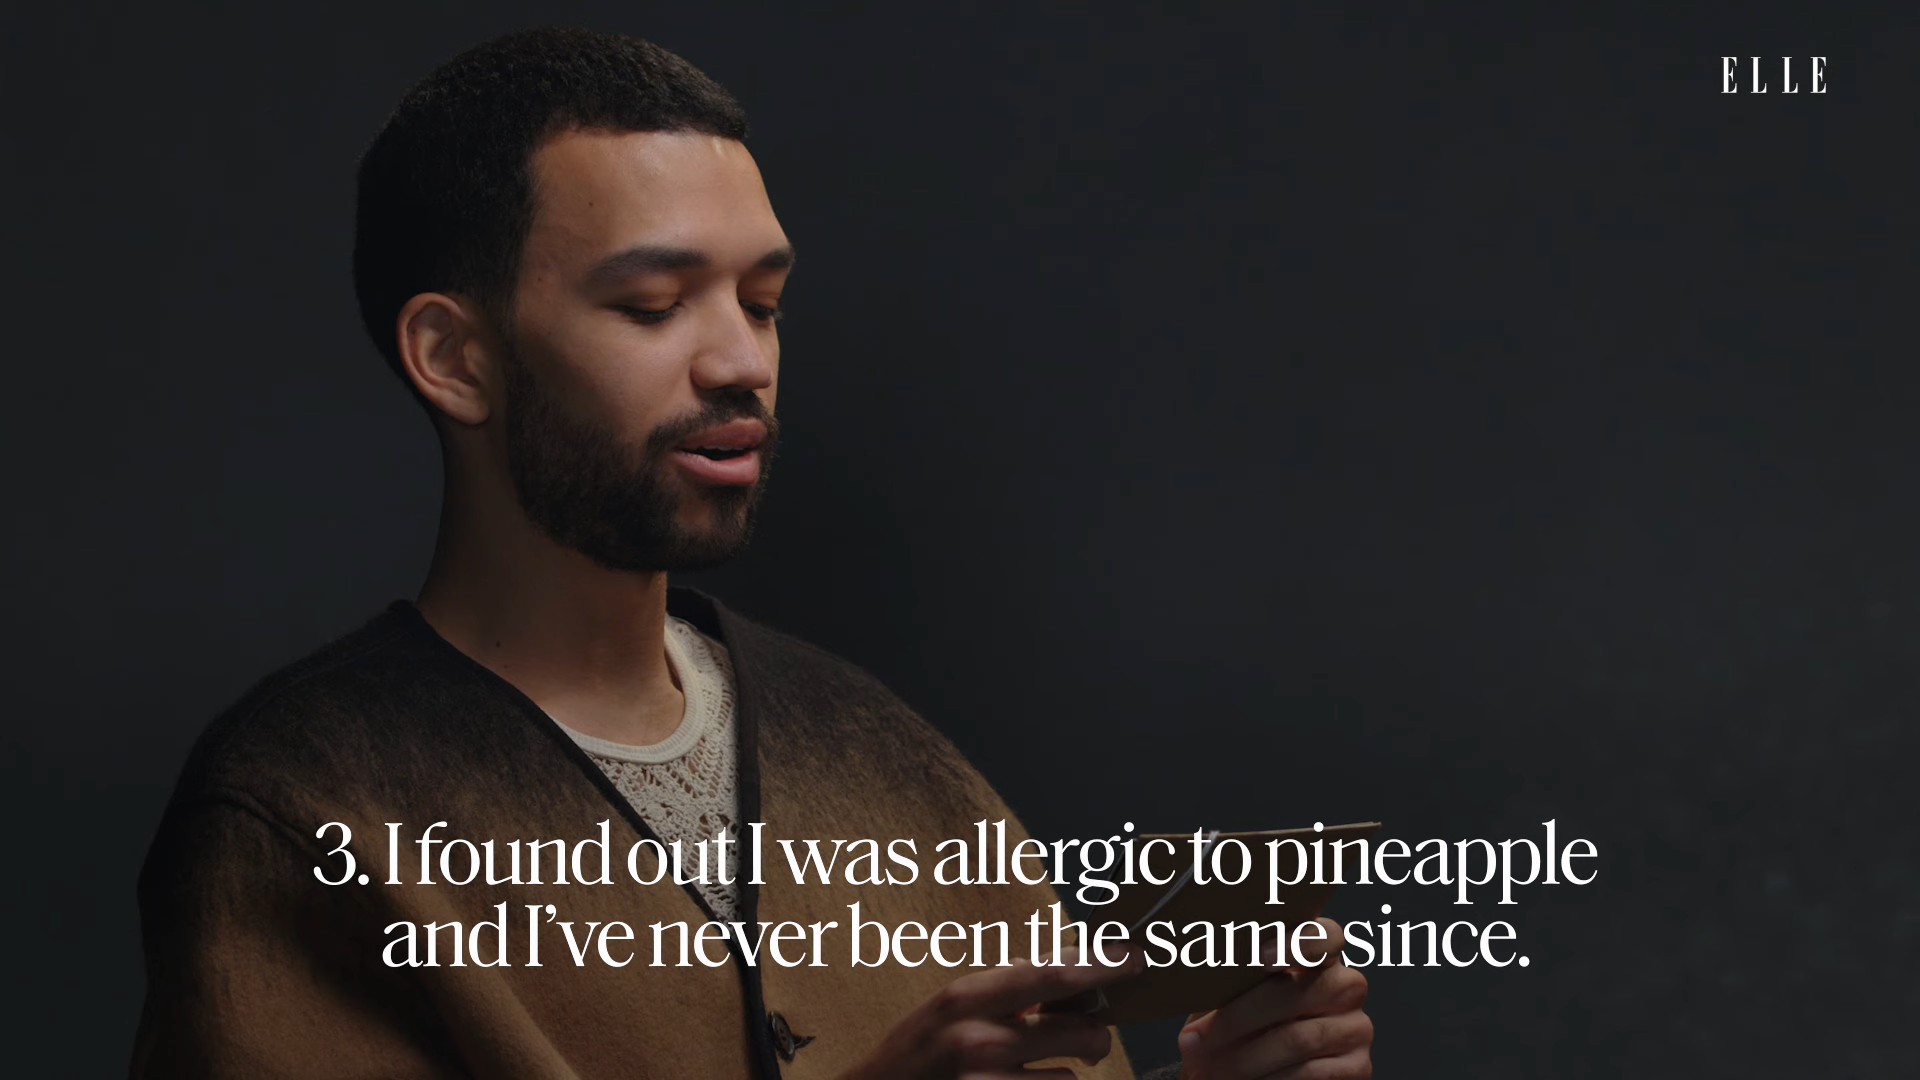 ELLE
3. I found out I was allergic to pineapple
and I’ve never been the same since.